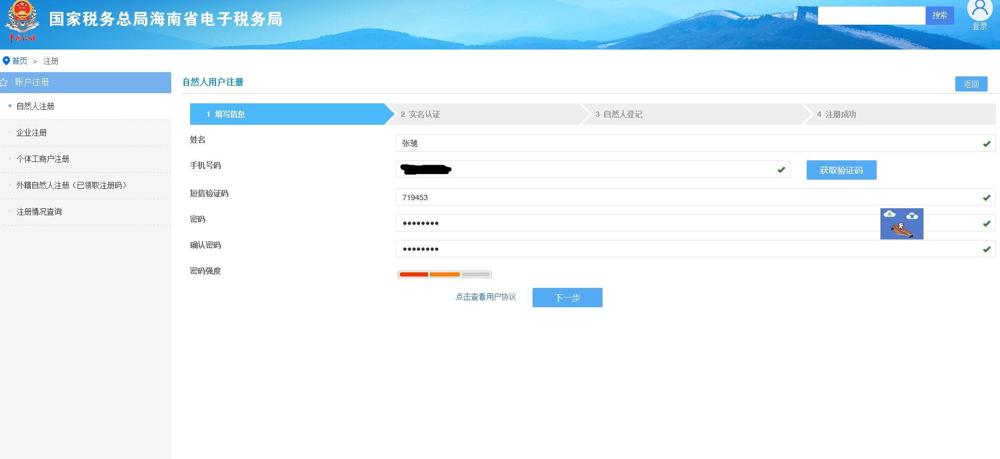 国家税务总局海南省电子税务局
中国税务
搜索
登录
首页 > 注册
账户注册
自然人注册
企业注册
个体工商户注册
外籍自然人注册（已领取注册码）
注册情况查询
自然人用户注册
返回
1 填写信息
2 实名认证
3 自然人登记
4 注册成功
姓名
张驰
手机号码
获取验证码
短信验证码
719453
密码
••••••••
确认密码
••••••••
密码强度
点击查看用户协议
下一步
A